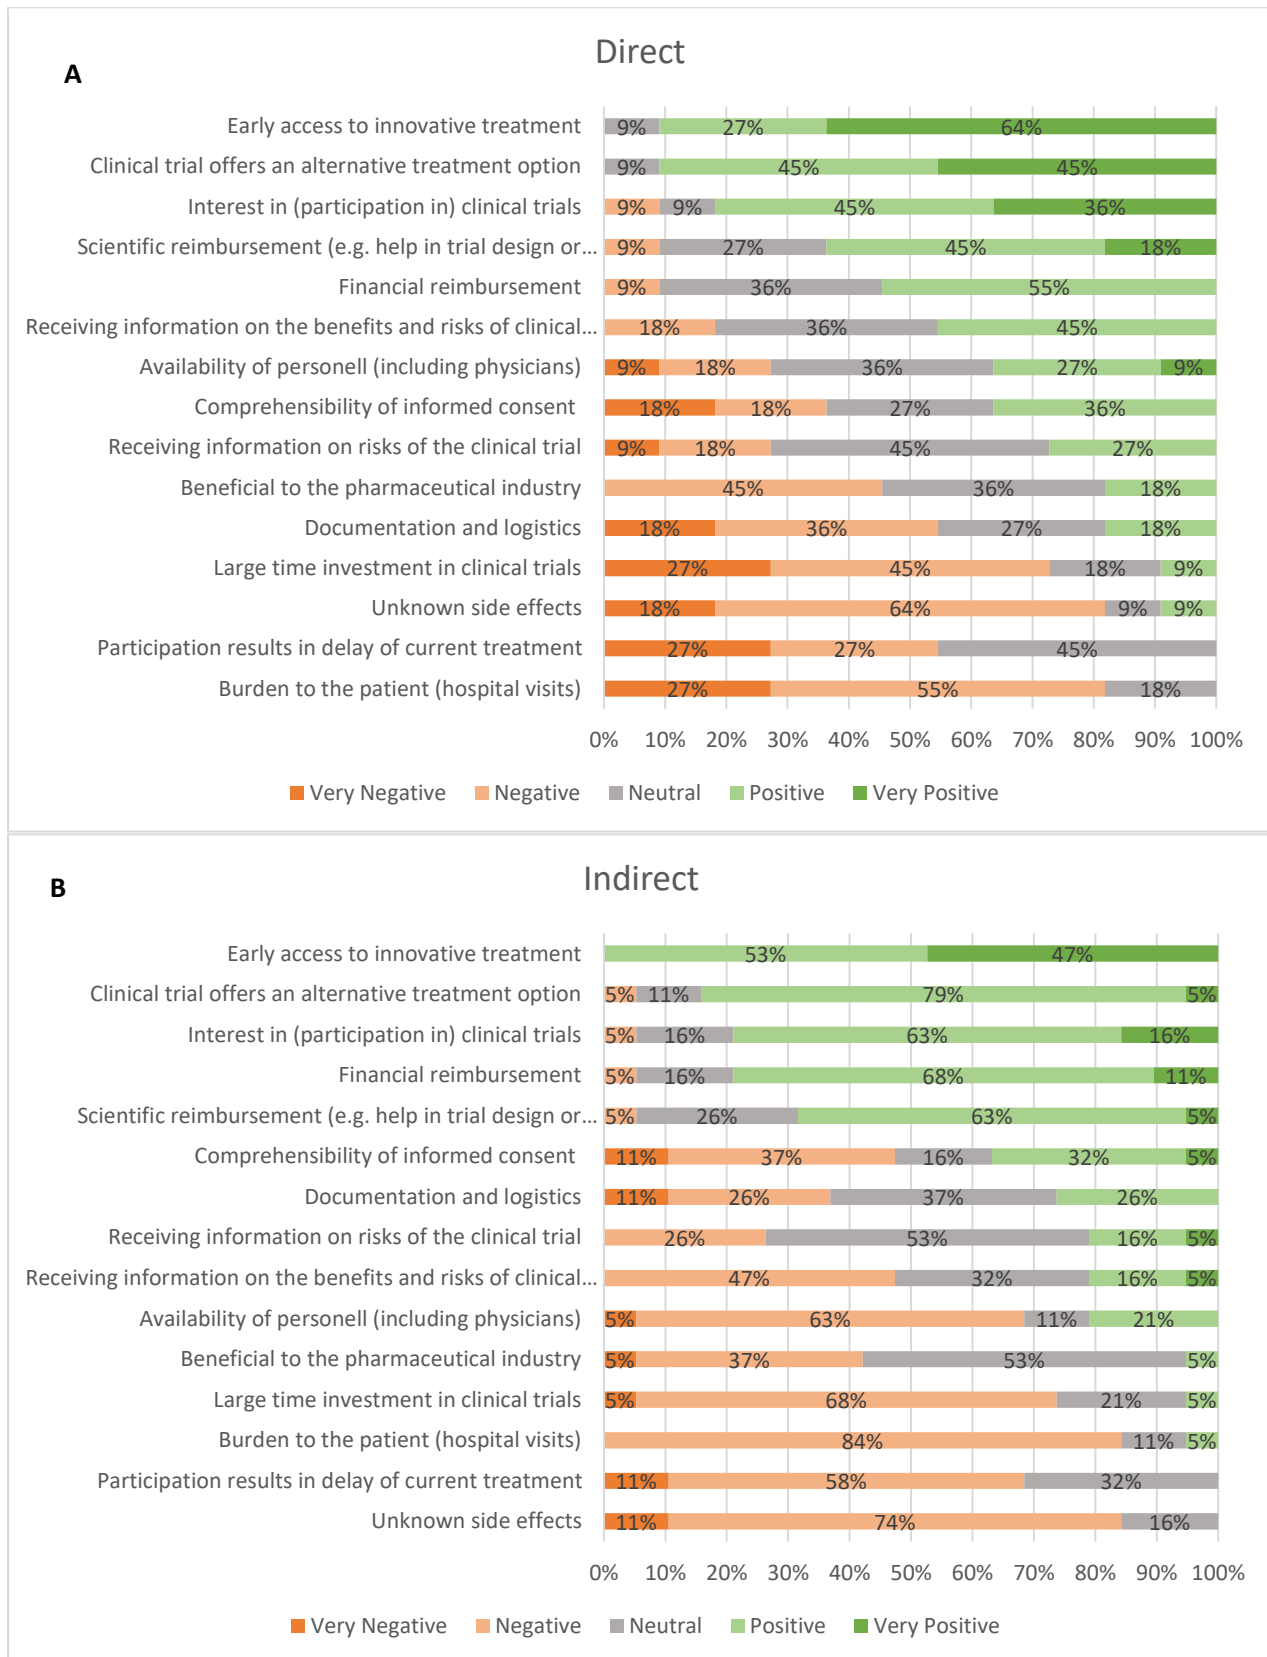 A
Direct
Early access to innovative treatment 9% 27% 64%
Clinical trial offers an alternative treatment option 9% 45% 45%
Interest in (participation in) clinical trials 9% 9% 45% 36%
Scientific reimbursement (e.g. help in trial design or... 9% 27% 45% 18%
Financial reimbursement 9% 36% 55%
Receiving information on the benefits and risks of clinical... 18% 36% 45%
Availability of personell (including physicians) 9% 18% 36% 27% 9%
Comprehensibility of informed consent 18% 18% 27% 36%
Receiving information on risks of the clinical trial 9% 18% 45% 27%
Beneficial to the pharmaceutical industry 45% 36% 18%
Documentation and logistics 18% 36% 27% 18%
Large time investment in clinical trials 27% 45% 18% 9%
Unknown side effects 18% 64% 9% 9%
Participation results in delay of current treatment 27% 27% 45%
Burden to the patient (hospital visits) 27% 55% 18%
0% 10% 20% 30% 40% 50% 60% 70% 80% 90% 100%
Very Negative Negative Neutral Positive Very Positive
B
Indirect
Early access to innovative treatment 53% 47%
Clinical trial offers an alternative treatment option 5% 11% 79% 5%
Interest in (participation in) clinical trials 5% 16% 63% 16%
Financial reimbursement 5% 16% 68% 11%
Scientific reimbursement (e.g. help in trial design or... 5% 26% 63% 5%
Comprehensibility of informed consent 11% 37% 16% 32% 5%
Documentation and logistics 11% 26% 37% 26%
Receiving information on risks of the clinical trial 26% 53% 16% 5%
Receiving information on the benefits and risks of clinical... 47% 32% 16% 5%
Availability of personell (including physicians) 5% 63% 11% 21%
Beneficial to the pharmaceutical industry 5% 37% 53% 5%
Large time investment in clinical trials 5% 68% 21% 5%
Burden to the patient (hospital visits) 84% 11% 5%
Participation results in delay of current treatment 11% 58% 32%
Unknown side effects 11% 74% 16%
0% 10% 20% 30% 40% 50% 60% 70% 80% 90% 100%
Very Negative Negative Neutral Positive Very Positive